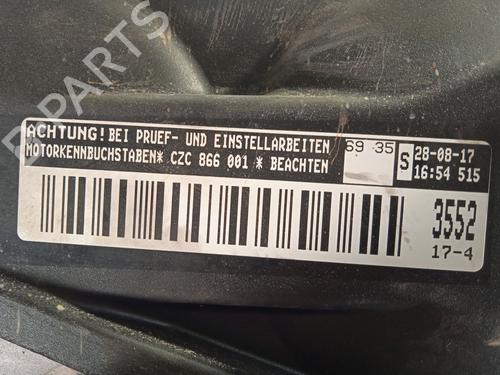 B-PARTS
ACHTUNG! BEI PRUEF- UND EINSTELLARBEITEN
MOTORKENNBUCHSTABEN* CZC 866 001 * BEACHTEN
69 35
S
28-08-17
16:54 515
3552
17-4